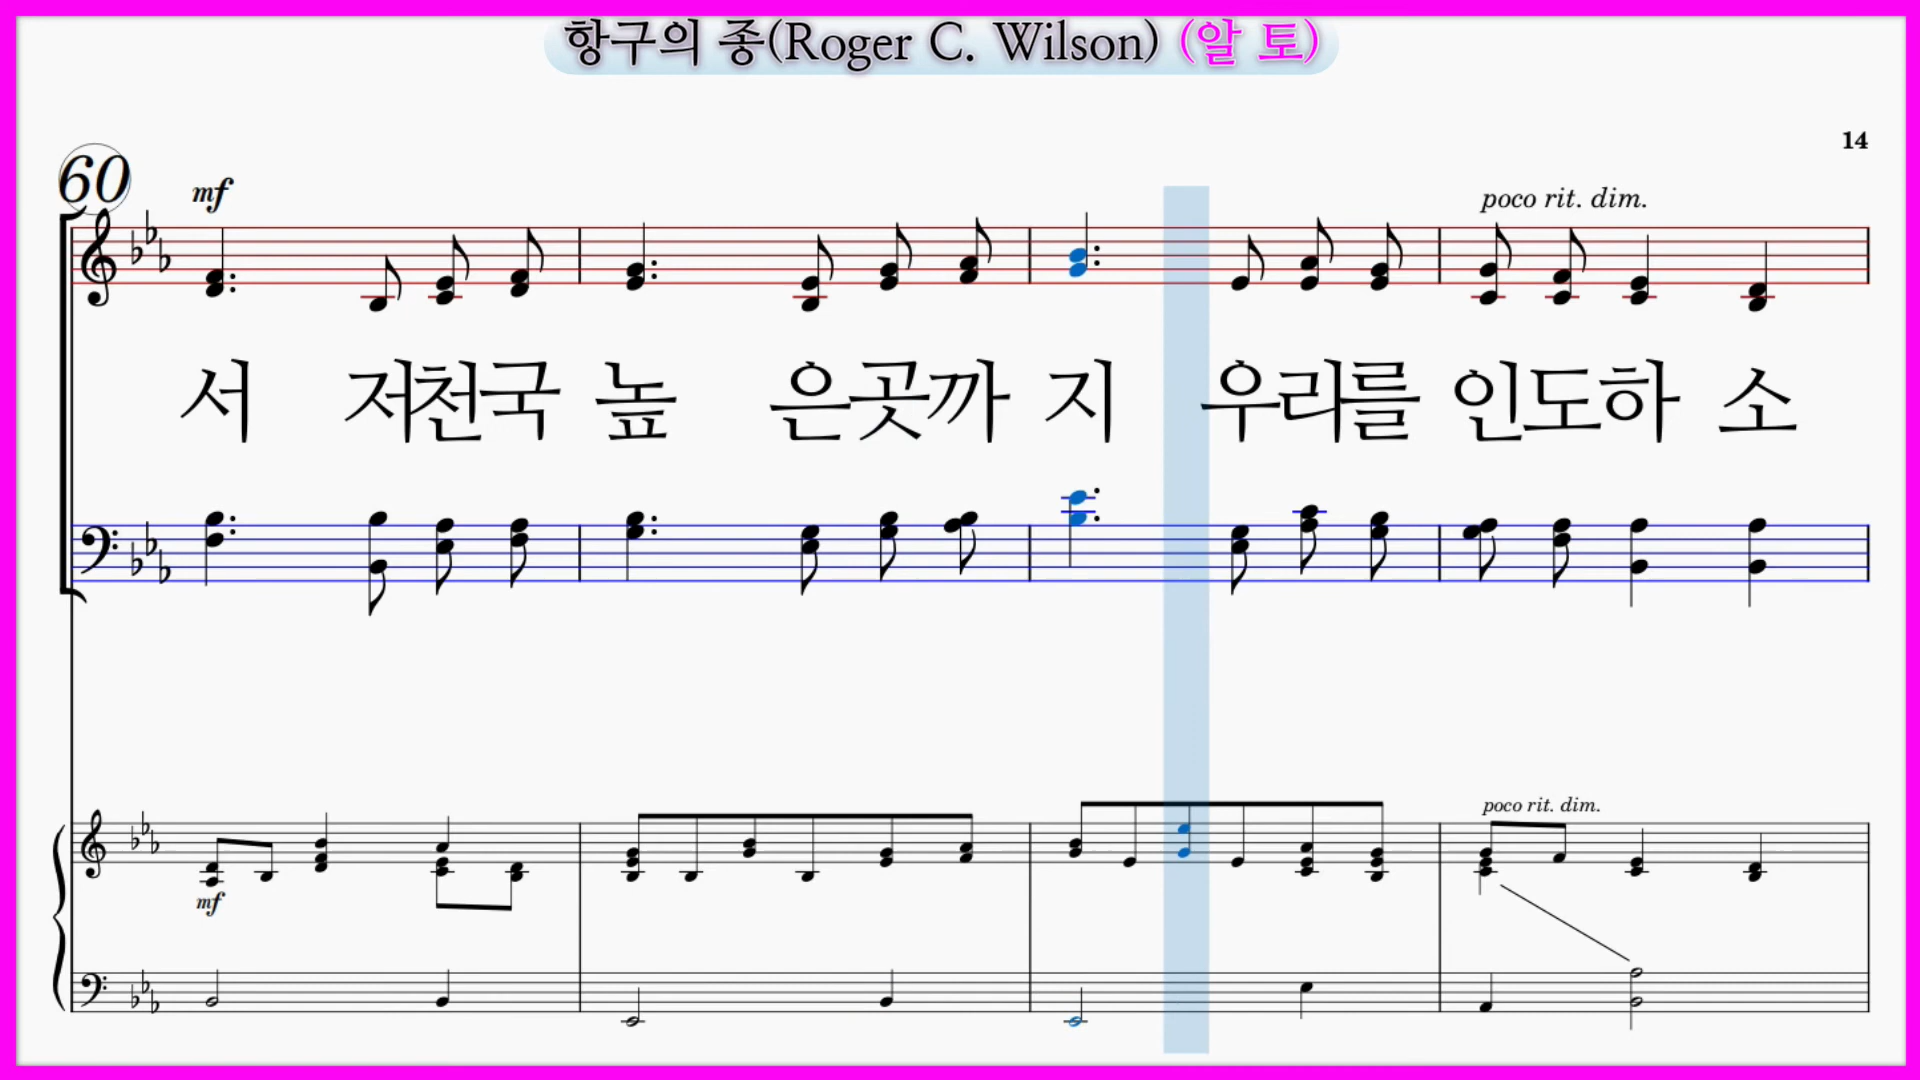 항구의 종(Roger C. Wilson) (알 토)
14
60
mf
poco rit. dim.
서 저천국 높 은곳까 지 우리를 인도하 소
poco rit. dim.
mf